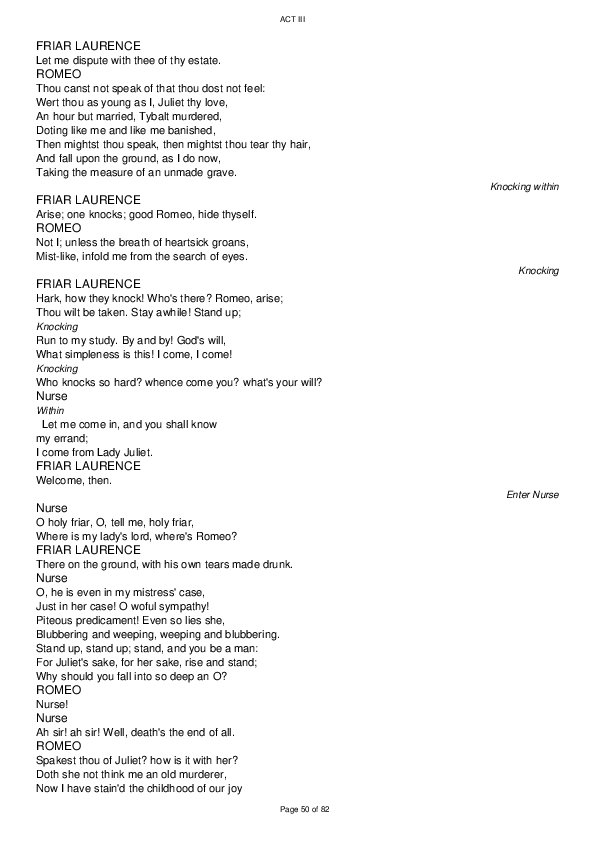 ACT III
FRIAR LAURENCE
Let me dispute with thee of thy estate.
ROMEO
Thou canst not speak of that thou dost not feel:
Wert thou as young as I, Juliet thy love,
An hour but married, Tybalt murdered,
Doting like me and like me banished,
Then mightst thou speak, then mightst thou tear thy hair,
And fall upon the ground, as I do now,
Taking the measure of an unmade grave.
Knocking within
FRIAR LAURENCE
Arise; one knocks; good Romeo, hide thyself.
ROMEO
Not I; unless the breath of heartsick groans,
Mist-like, infold me from the search of eyes.
Knocking
FRIAR LAURENCE
Hark, how they knock! Who's there? Romeo, arise;
Thou wilt be taken. Stay awhile! Stand up;
Knocking
Run to my study. By and by! God's will,
What simpleness is this! I come, I come!
Knocking
Who knocks so hard? whence come you? what's your will?
Nurse
Within
Let me come in, and you shall know
my errand;
I come from Lady Juliet.
FRIAR LAURENCE
Welcome, then.
Enter Nurse
Nurse
O holy friar, O, tell me, holy friar,
Where is my lady's lord, where's Romeo?
FRIAR LAURENCE
There on the ground, with his own tears made drunk.
Nurse
O, he is even in my mistress' case,
Just in her case! O woful sympathy!
Piteous predicament! Even so lies she,
Blubbering and weeping, weeping and blubbering.
Stand up, stand up; stand, and you be a man:
For Juliet's sake, for her sake, rise and stand;
Why should you fall into so deep an O?
ROMEO
Nurse!
Nurse
Ah sir! ah sir! Well, death's the end of all.
ROMEO
Spakest thou of Juliet? how is it with her?
Doth she not think me an old murderer,
Now I have stain'd the childhood of our joy
Page 50 of 82